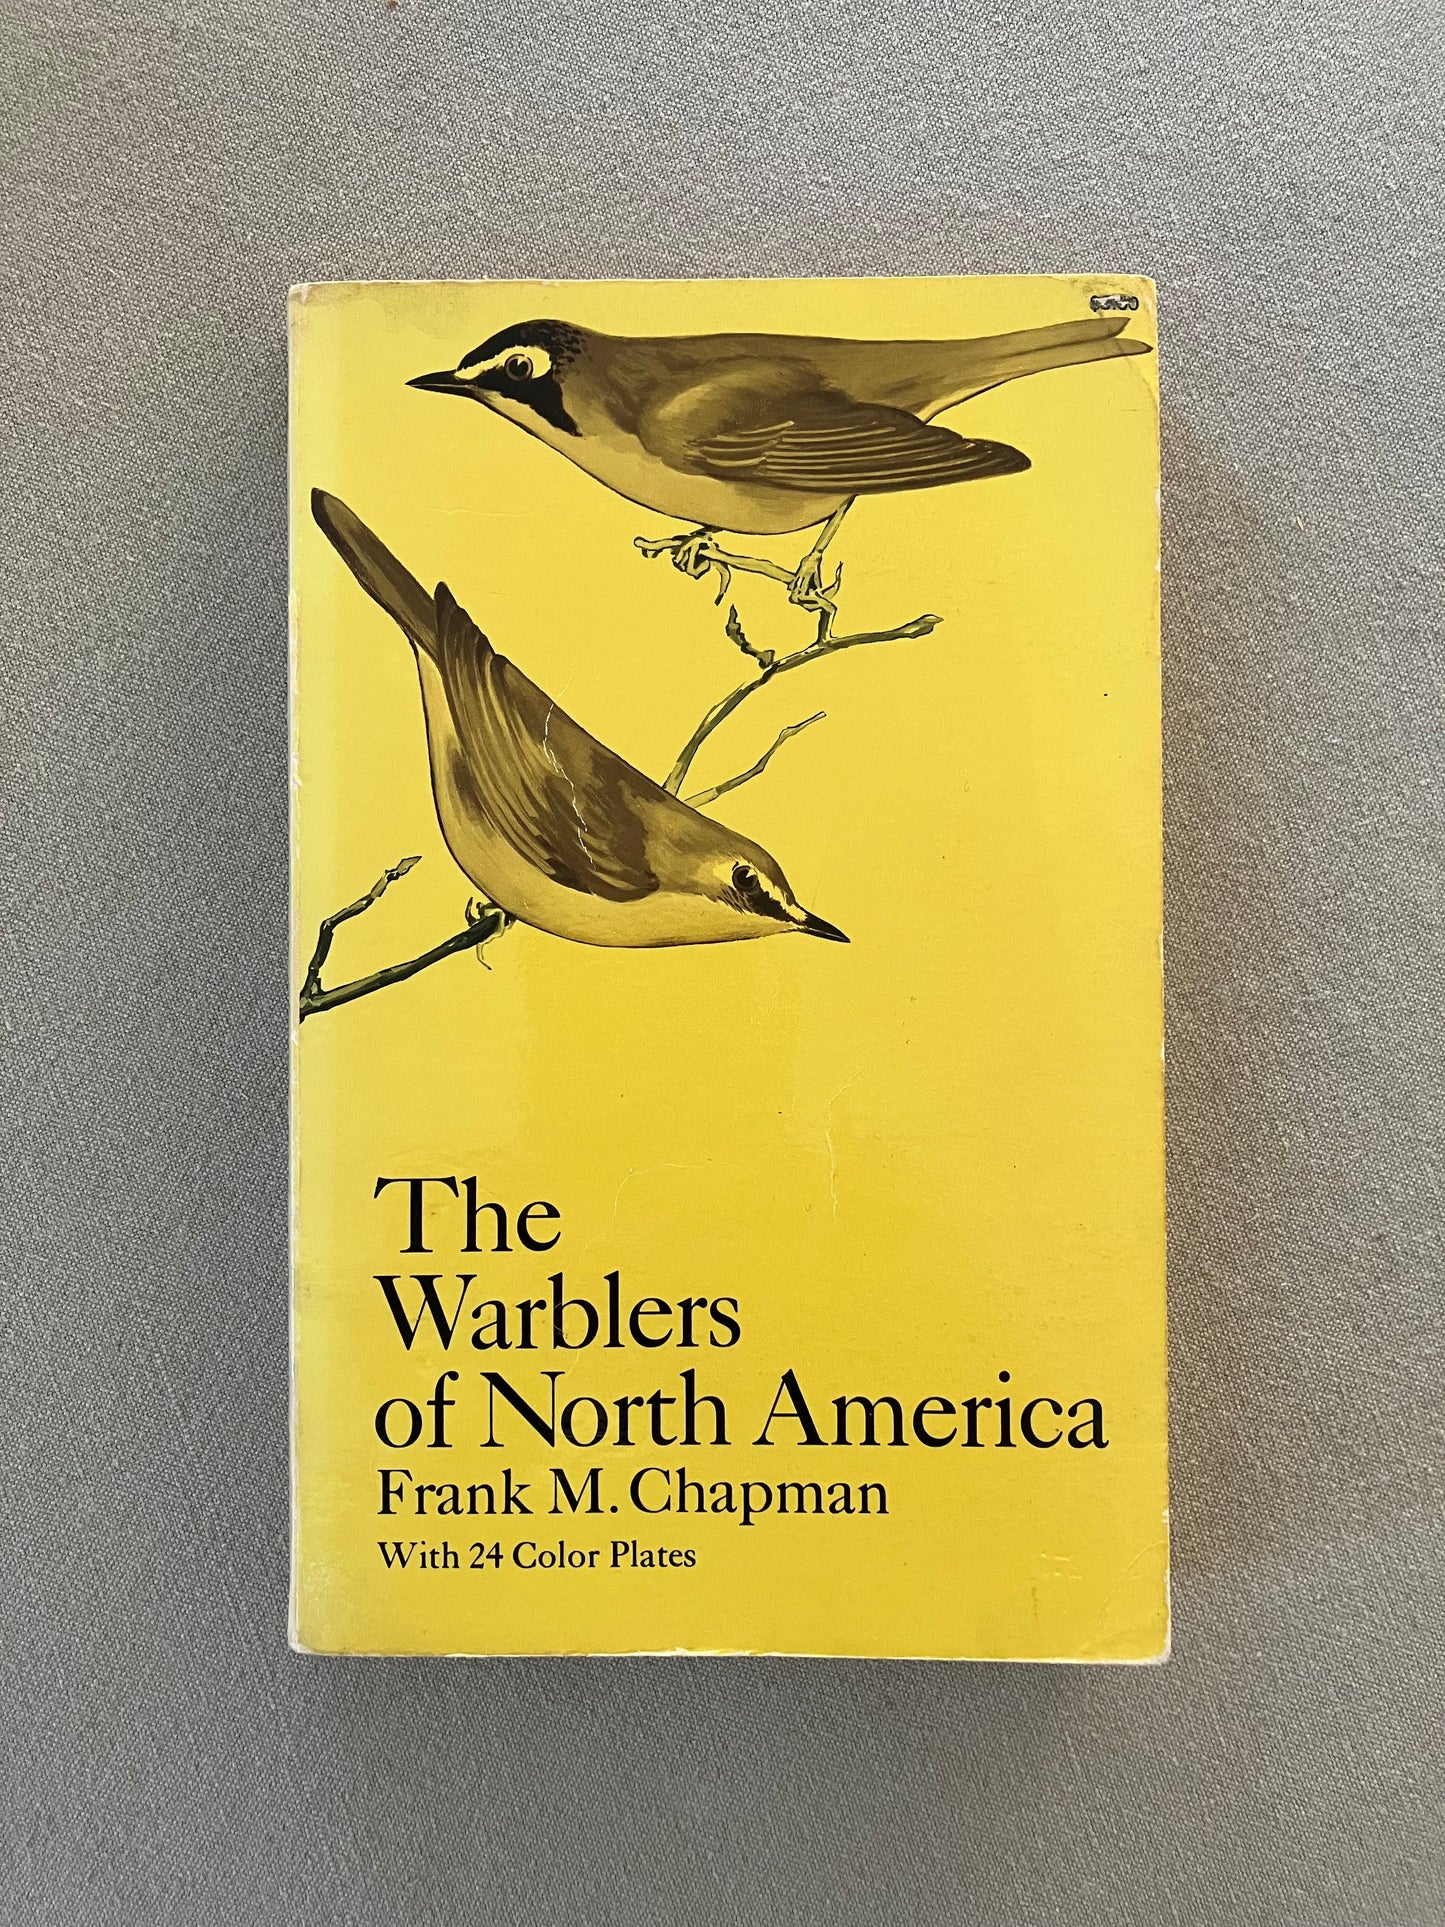 The
Warblers
of North America
Frank M. Chapman
With 24 Color Plates